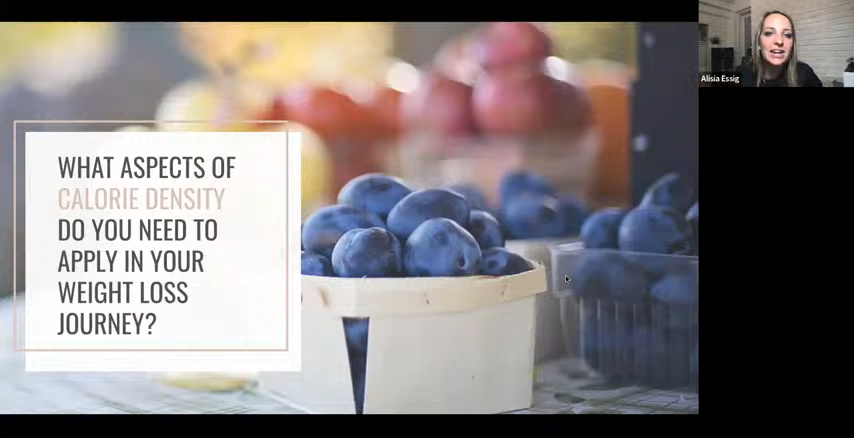 WHAT ASPECTS OF
CALORIE DENSITY
DO YOU NEED TO
APPLY IN YOUR
WEIGHT LOSS
JOURNEY?
Alisia Essig